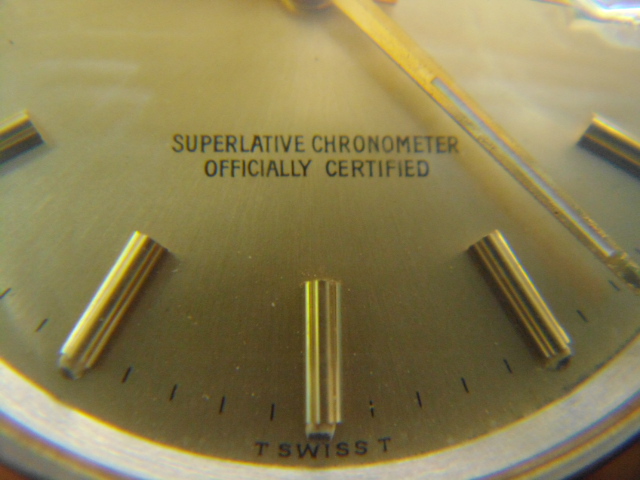 SUPERLATIVE CHRONOMETER
OFFICIALLY CERTIFIED
T SWISS T